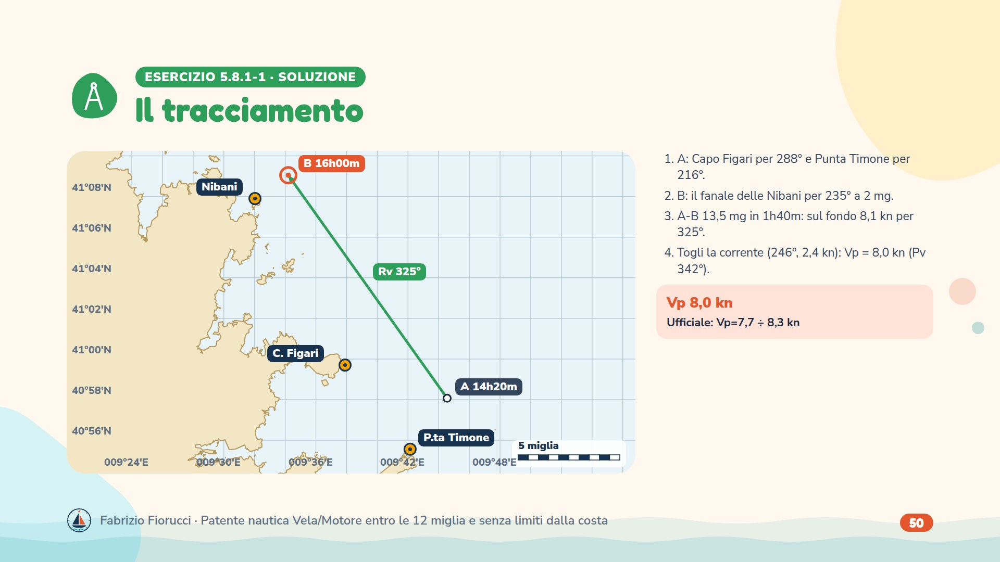 ESERCIZIO 5.8.1-1 · SOLUZIONE
Il tracciamento
B 16h00m
Nibani
41°08'N
41°06'N
41°04'N
Rv 325°
41°02'N
41°00'N
C. Figari
40°58'N
A 14h20m
40°56'N
P.ta Timone
5 miglia
009°24'E
009°30'E
009°36'E
009°42'E
009°48'E
1. A: Capo Figari per 288° e Punta Timone per
216°.
2. B: il fanale delle Nibani per 235° a 2 mg.
3. A-B 13,5 mg in 1h40m: sul fondo 8,1 kn per
325°.
4. Togli la corrente (246°, 2,4 kn): Vp = 8,0 kn (Pv
342°).
Vp 8,0 kn
Ufficiale: Vp=7,7 ÷ 8,3 kn
Fabrizio Fiorucci · Patente nautica Vela/Motore entro le 12 miglia e senza limiti dalla costa
50